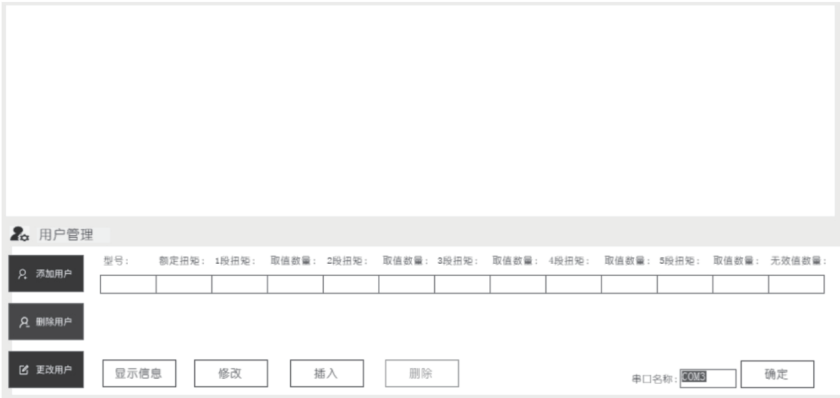 用户管理
型号: 额定扭矩: 1段扭矩: 取值数量: 2段扭矩: 取值数量: 3段扭矩: 取值数量: 4段扭矩: 取值数量: 5段扭矩: 取值数量: 无效值数量:
添加用户
删除用户
更改用户
显示信息 修改 插入 删除 串口名称: COM3 确定